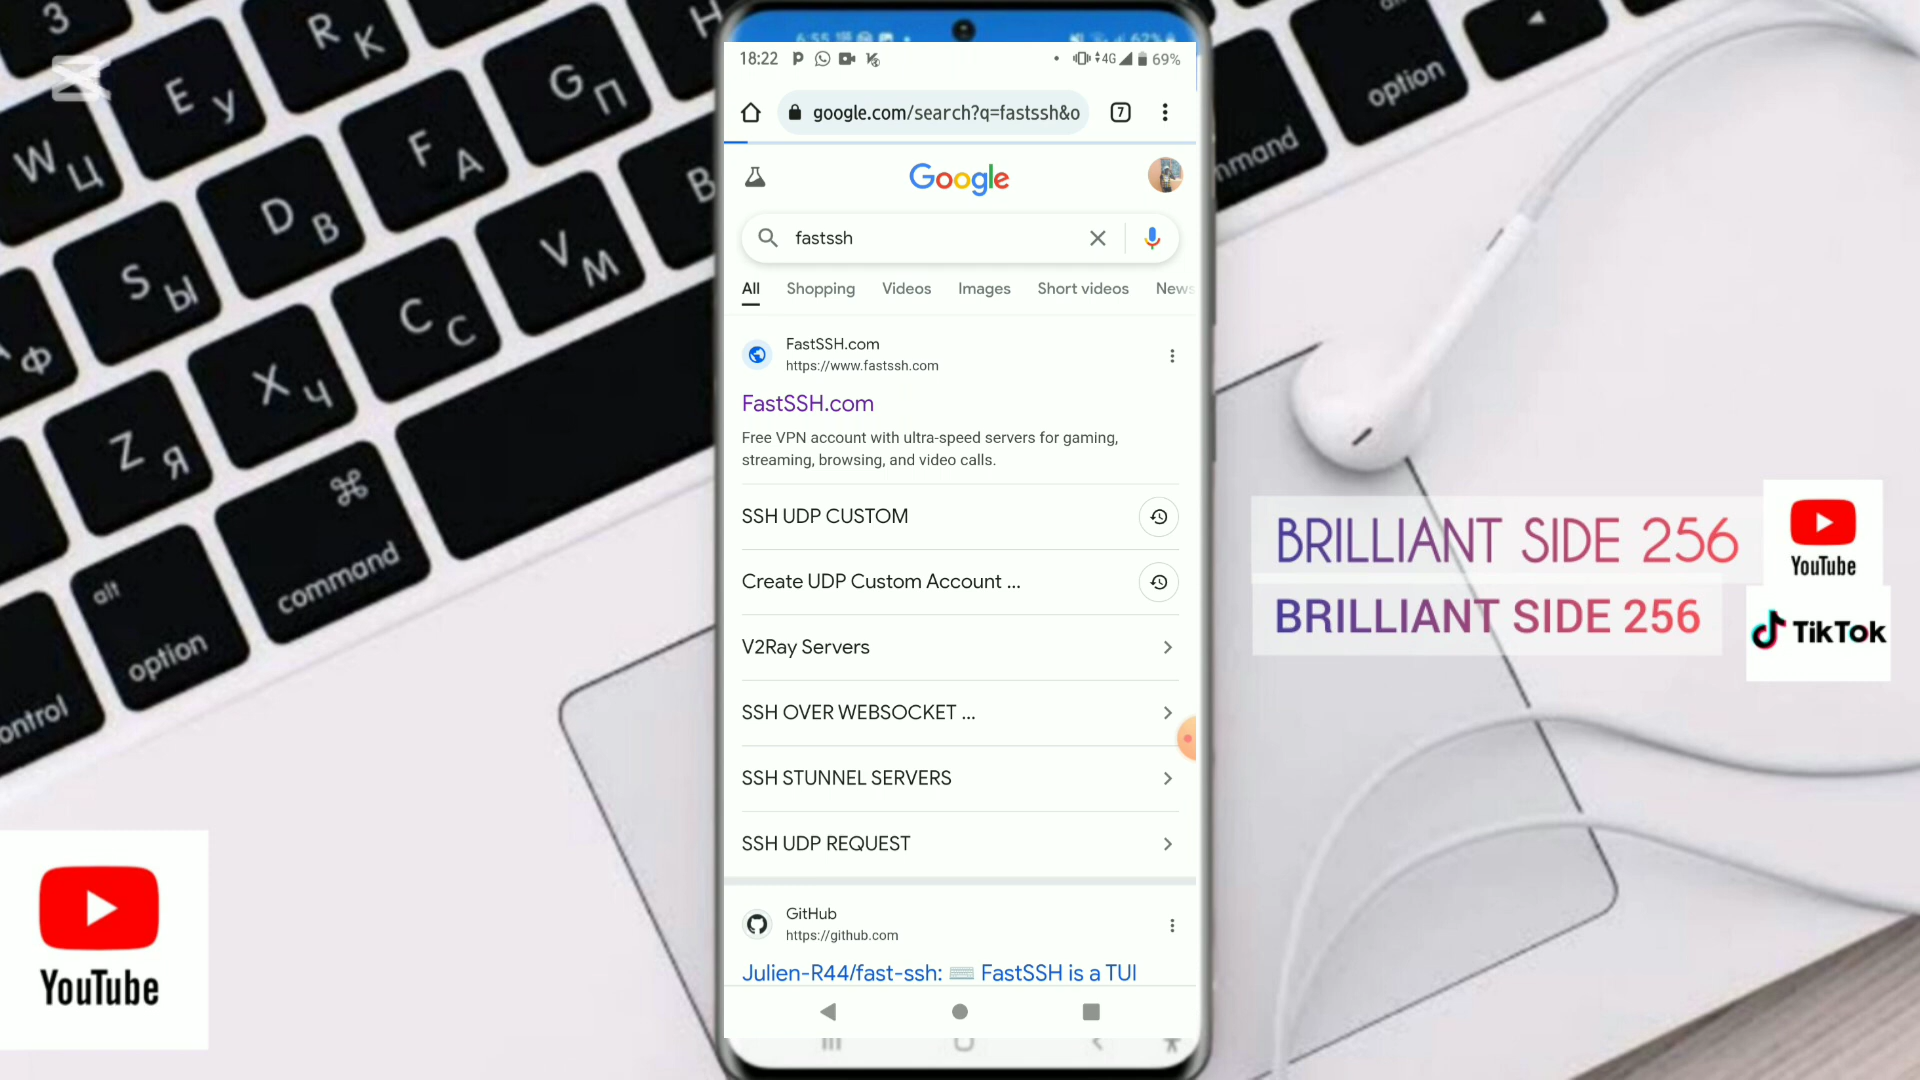 3
R K
H
E У
G П
W Ц
F А
B
D В
S Ы
V М
Ф
C С
X Ч
Z Я
⌘
command
alt
option
ontrol
option
mmand
18:22
4G
69%
google.com/search?q=fastssh&o
7
Google
fastssh
All Shopping Videos Images Short videos News
FastSSH.com
https://www.fastssh.com
FastSSH.com
Free VPN account with ultra-speed servers for gaming,
streaming, browsing, and video calls.
SSH UDP CUSTOM
Create UDP Custom Account ...
V2Ray Servers
SSH OVER WEBSOCKET ...
SSH STUNNEL SERVERS
SSH UDP REQUEST
GitHub
https://github.com
Julien-R44/fast-ssh: ⌨️ FastSSH is a TUI
BRILLIANT SIDE 256
YouTube
BRILLIANT SIDE 256
TikTok
YouTube